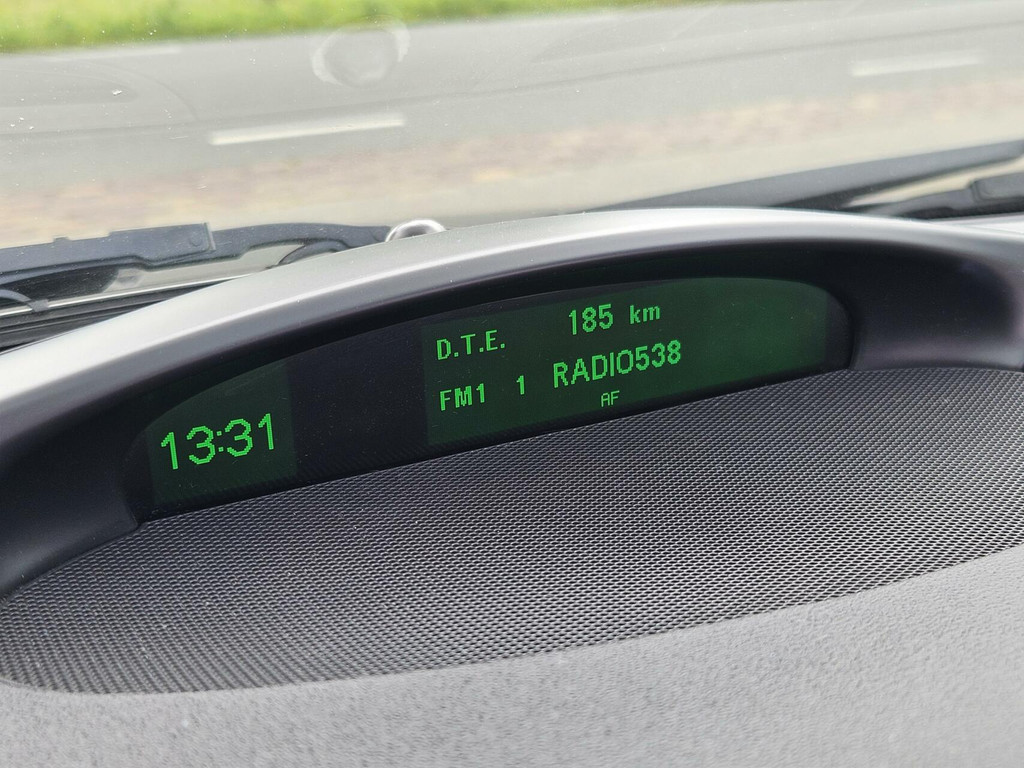 13:31
D.T.E. 185 km
FM1 1 RADIO538
AF